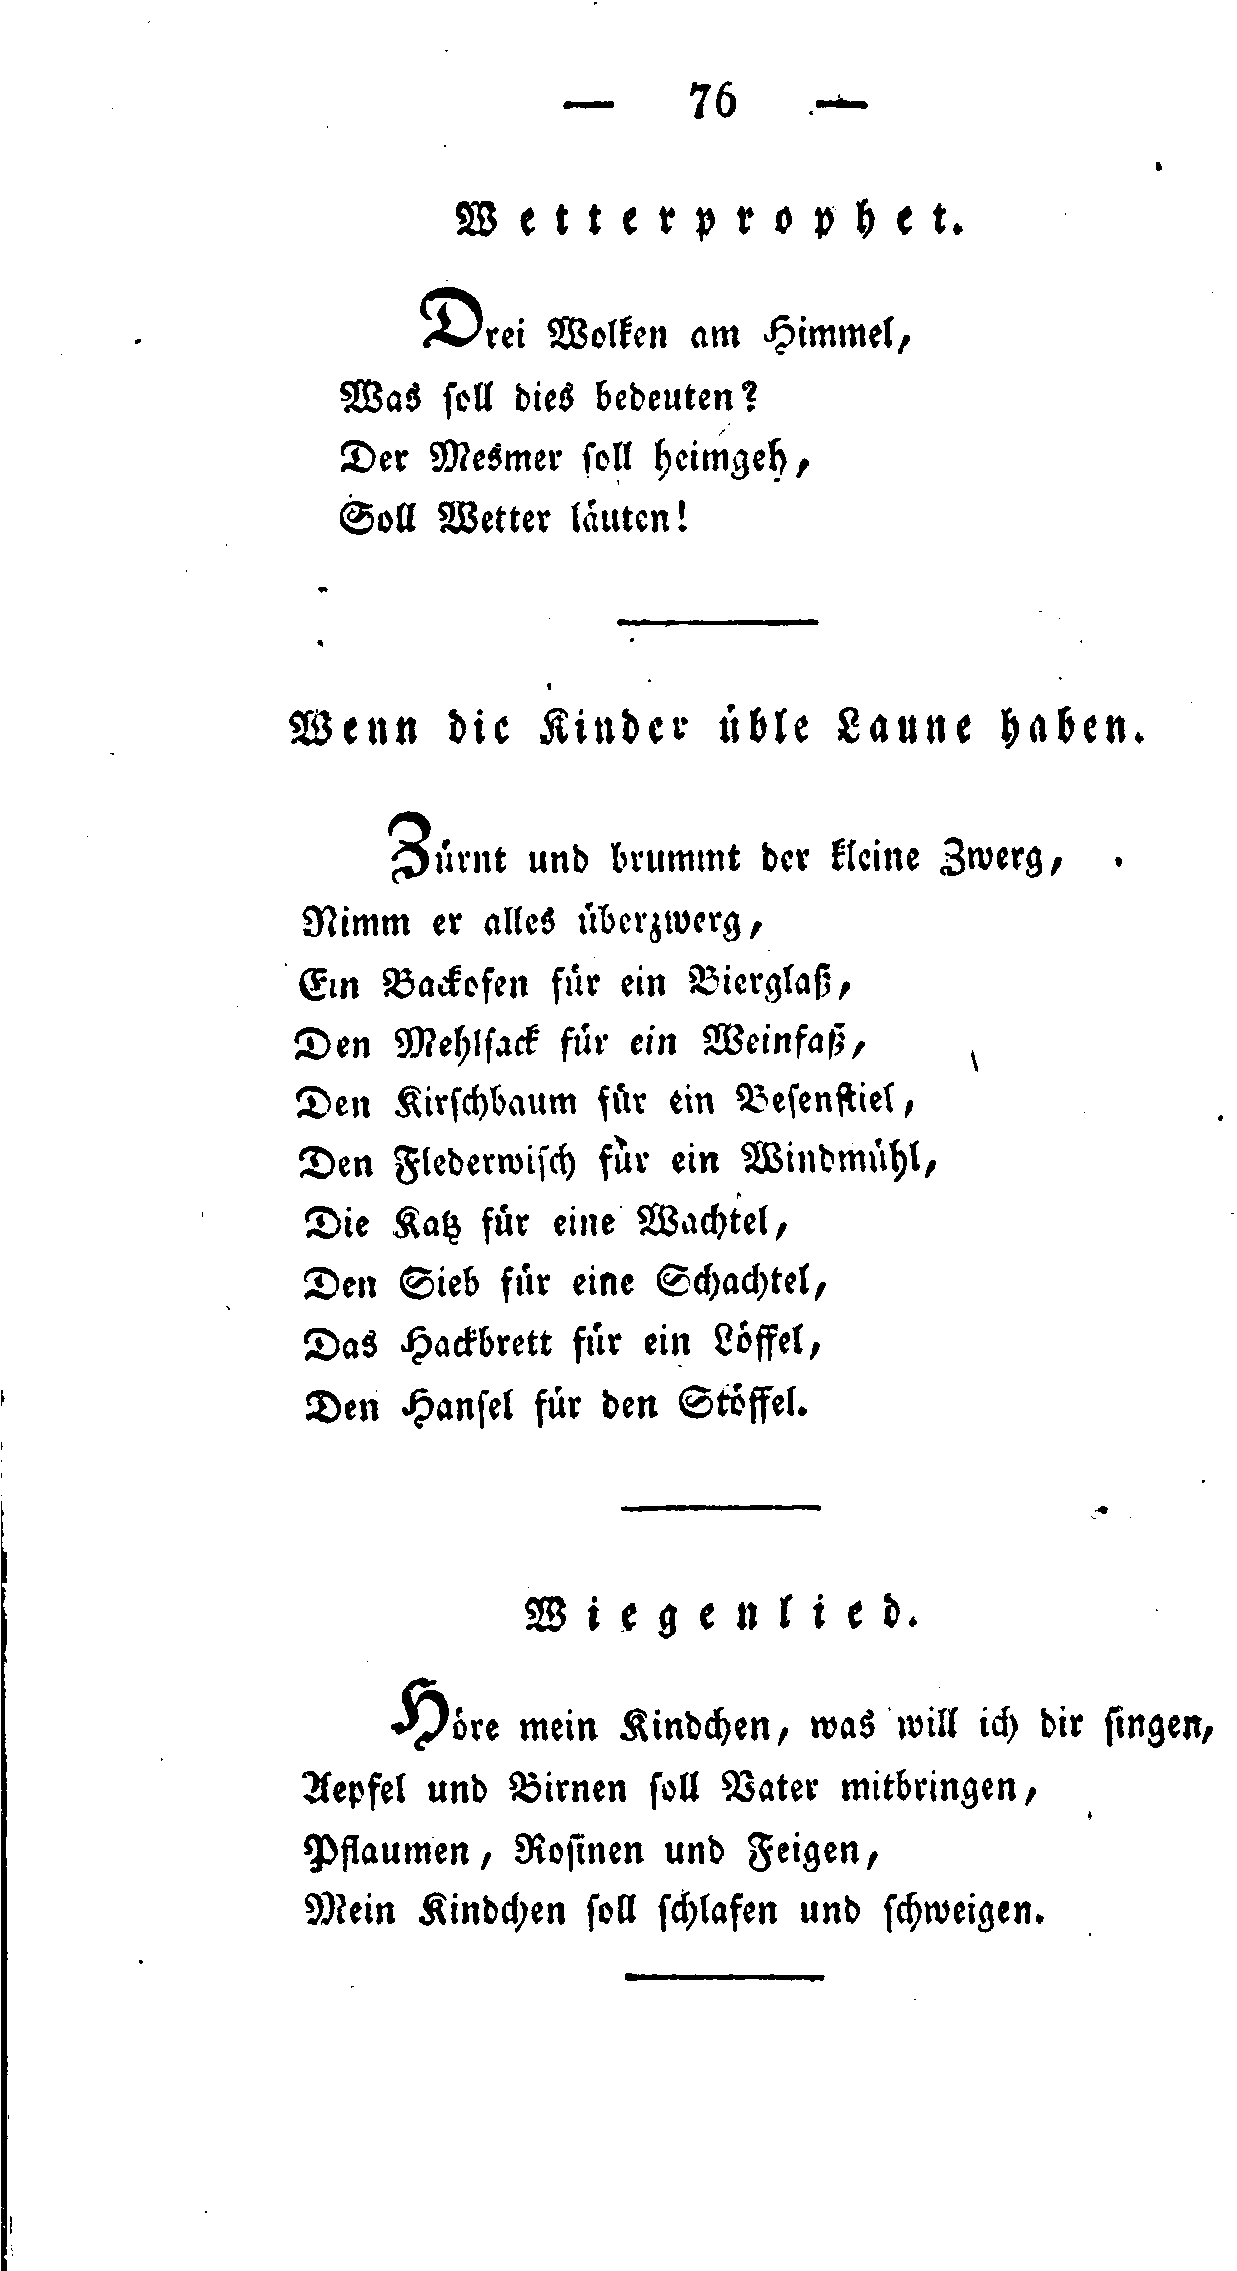 — 76 —
Wetterprophet.
Drei Wolken am Himmel,
Was soll dies bedeuten?
Der Mesmer soll heimgeh,
Soll Wetter läuten!
Wenn die Kinder üble Laune haben.
Zürnt und brummt der kleine Zwerg,
Nimm er alles überzwerg,
Ein Backofen für ein Bierglaß,
Den Mehlsack für ein Weinfaß,
Den Kirschbaum für ein Besenstiel,
Den Flederwisch für ein Windmühl,
Die Katz für eine Wachtel,
Den Sieb für eine Schachtel,
Das Hackbrett für ein Löffel,
Den Hansel für den Stöffel.
Wiegenlied.
Höre mein Kindchen, was will ich dir singen,
Aepfel und Birnen soll Vater mitbringen,
Pflaumen, Rosinen und Feigen,
Mein Kindchen soll schlafen und schweigen.